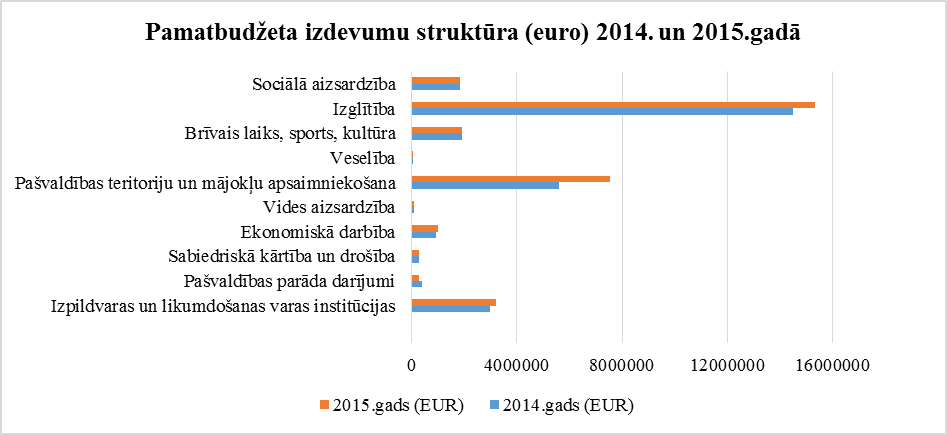 Pamatbudžeta izdevumu struktūra (euro) 2014. un 2015.gadā
Sociālā aizsardzība
Izglītība
Brīvais laiks, sports, kultūra
Veselība
Pašvaldības teritoriju un mājokļu apsaimniekošana
Vides aizsardzība
Ekonomiskā darbība
Sabiedriskā kārtība un drošība
Pašvaldības parāda darījumi
Izpildvaras un likumdošanas varas institūcijas
0 4000000 8000000 12000000 16000000
2015.gads (EUR) 2014.gads (EUR)